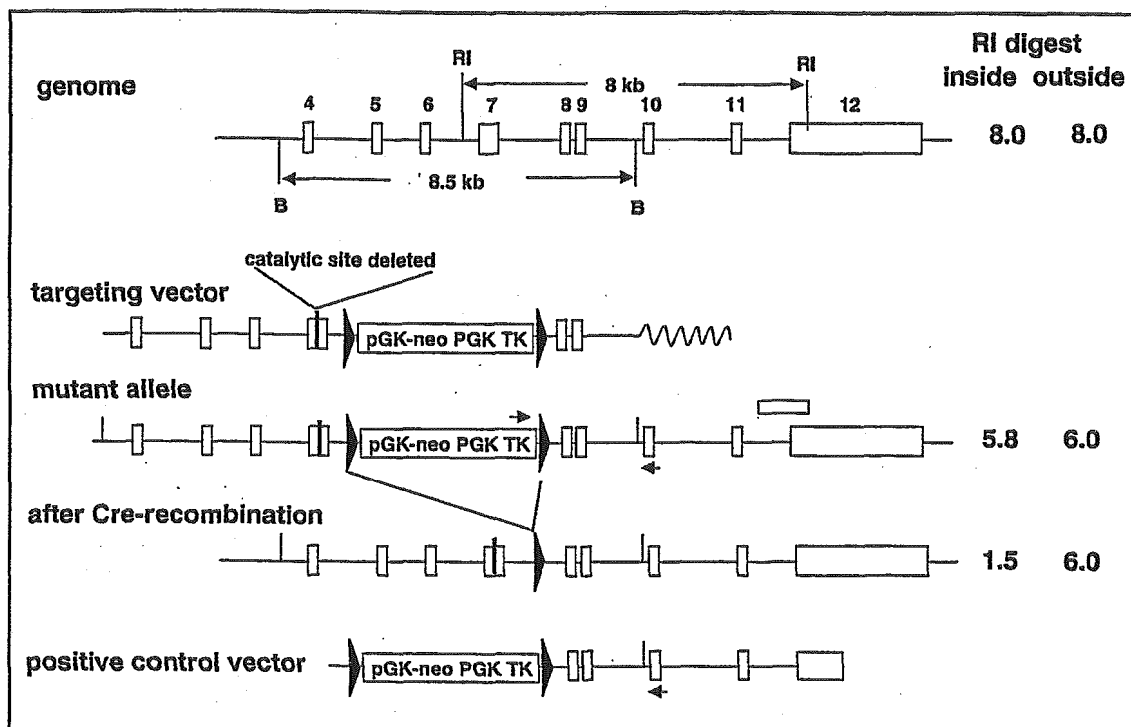 RI digest
inside outside
genome
RI
8 kb
RI
4 5 6 7 8 9 10 11 12
8.0 8.0
8.5 kb
B
B
catalytic site deleted
targeting vector
pGK-neo PGK TK
mutant allele
pGK-neo PGK TK
5.8 6.0
after Cre-recombination
1.5 6.0
positive control vector
pGK-neo PGK TK